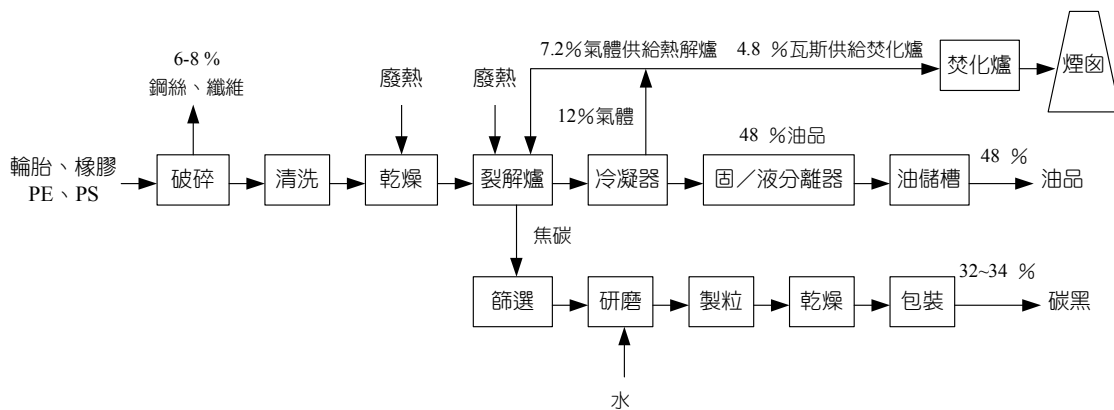 7.2%氣體供給熱解爐
4.8 %瓦斯供給焚化爐
焚化爐
煙囪
6-8 %
鋼絲、纖維
廢熱
廢熱
12%氣體
48 %油品
輪胎、橡膠
PE、PS
破碎
清洗
乾燥
裂解爐
冷凝器
固／液分離器
油儲槽
48 %
油品
焦碳
篩選
研磨
製粒
乾燥
包裝
32~34 %
碳黑
水